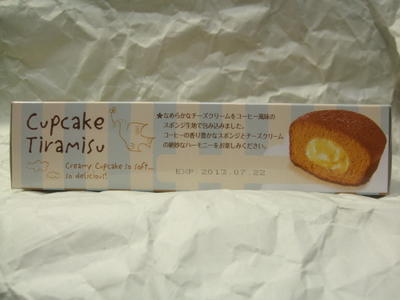 Cupcake
Tiramisu
Creamy Cupcake so soft...
so delicious!
★なめらかなチーズクリームをコーヒー風味の
スポンジ生地で包み込みました。
コーヒーの香り豊かなスポンジとチーズクリーム
の絶妙なハーモニーをお楽しみください。
EXP 2013.07.22